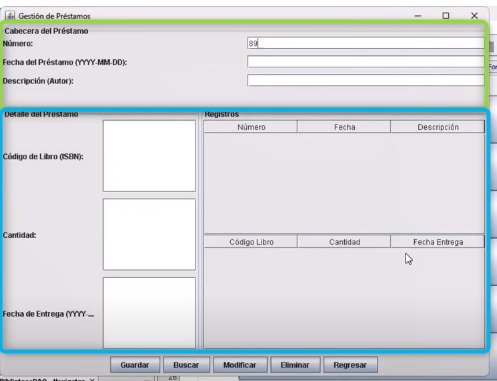 Gestión de Préstamos
Cabecera del Préstamo
Número:
89
Fecha del Préstamo (YYYY-MM-DD):
Descripción (Autor):
Detalle del Préstamo
Código de Libro (ISBN):
Cantidad:
Fecha de Entrega (YYYY-...
Registros
Número Fecha Descripción
Código Libro Cantidad Fecha Entrega
Guardar Buscar Modificar Eliminar Regresar
26